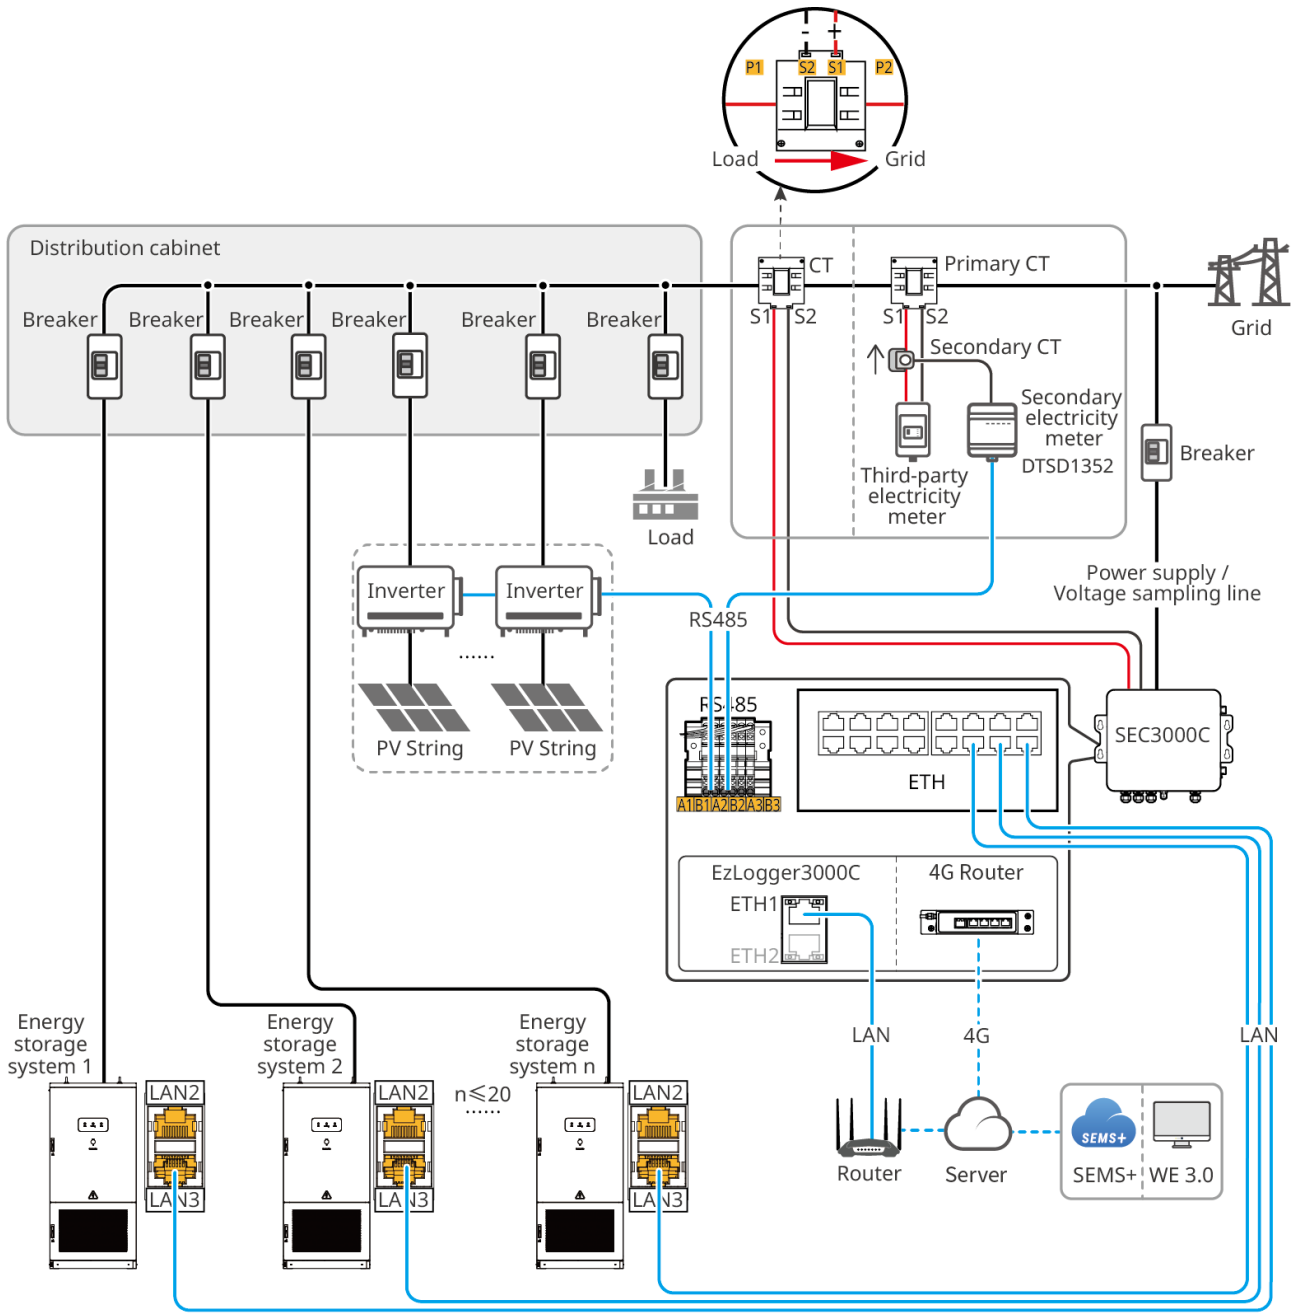 - +
P1 S2 S1 P2
Load Grid
Distribution cabinet
CT
Primary CT
S1 S2
S1 S2
Grid
Breaker Breaker Breaker Breaker Breaker Breaker
Secondary CT
Secondary
electricity
meter
DTSD1352
Breaker
Third-party
electricity
meter
Load
Power supply /
Voltage sampling line
Inverter
Inverter
RS485
......
PV String
PV String
RS485
A1 B1 A2 B2 A3 B3
ETH
SEC3000C
EzLogger3000C
4G Router
ETH1
ETH2
LAN
4G
LAN
Energy
storage
system 1
Energy
storage
system 2
Energy
storage
system n
LAN2
LAN3
LAN2
LAN3
n≤20
......
LAN2
LAN3
Router
Server
SEMS+
SEMS+
WE 3.0